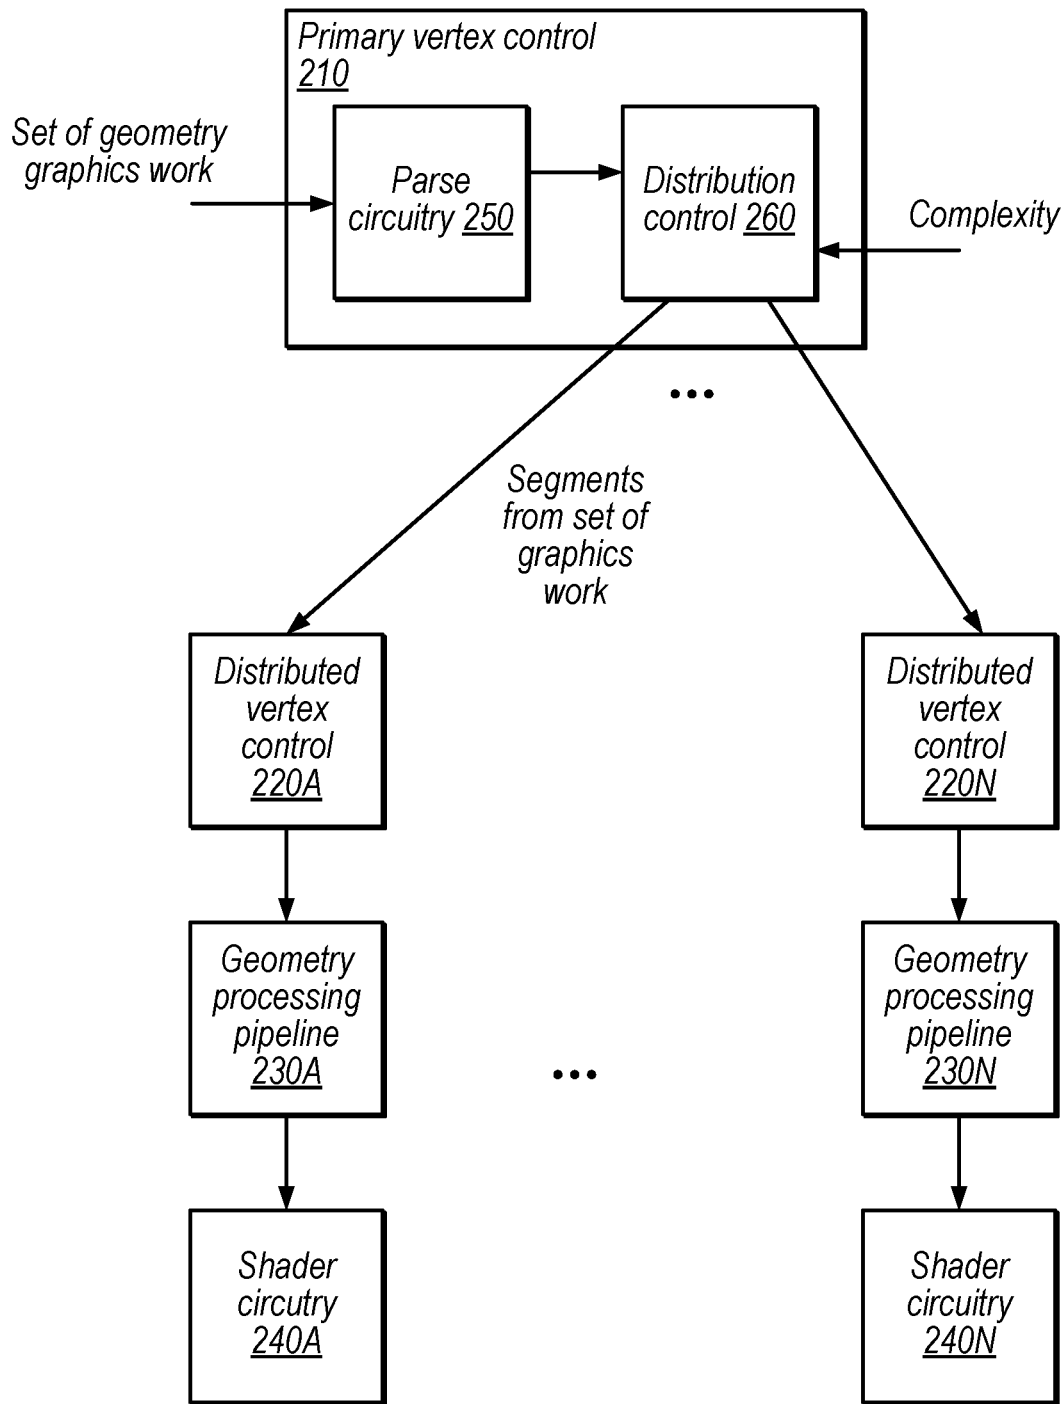 Primary vertex control
210
Set of geometry
graphics work
Parse
circuitry 250
Distribution
control 260
Complexity
...
Segments
from set of
graphics
work
Distributed
vertex
control
220A
Distributed
vertex
control
220N
Geometry
processing
pipeline
230A
...
Geometry
processing
pipeline
230N
Shader
circutry
240A
Shader
circuitry
240N